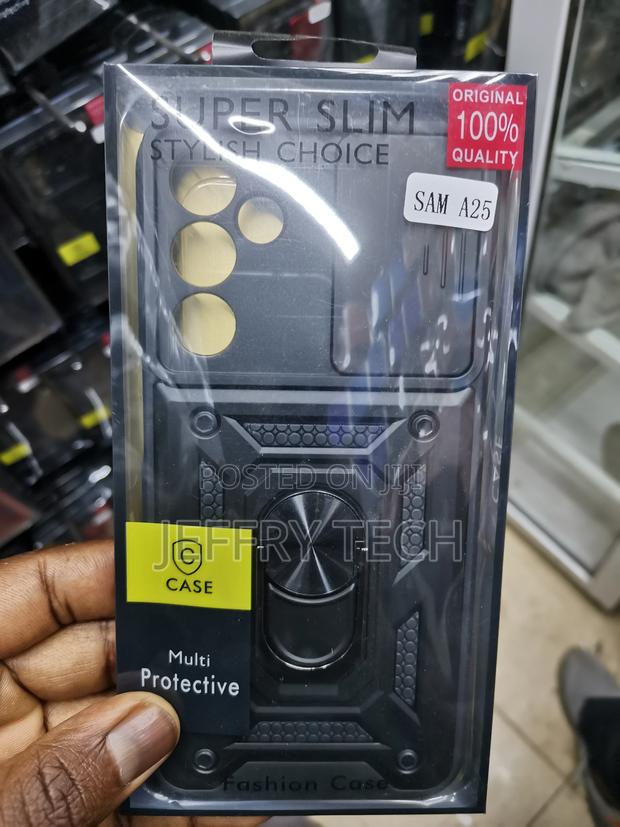 SUPER SLIM
STYLISH CHOICE
ORIGINAL
100%
QUALITY
SAM A25
CASE
POSTED ON JIJI
JEFFRY TECH
C
CASE
Multi
Protective
Fashion Case